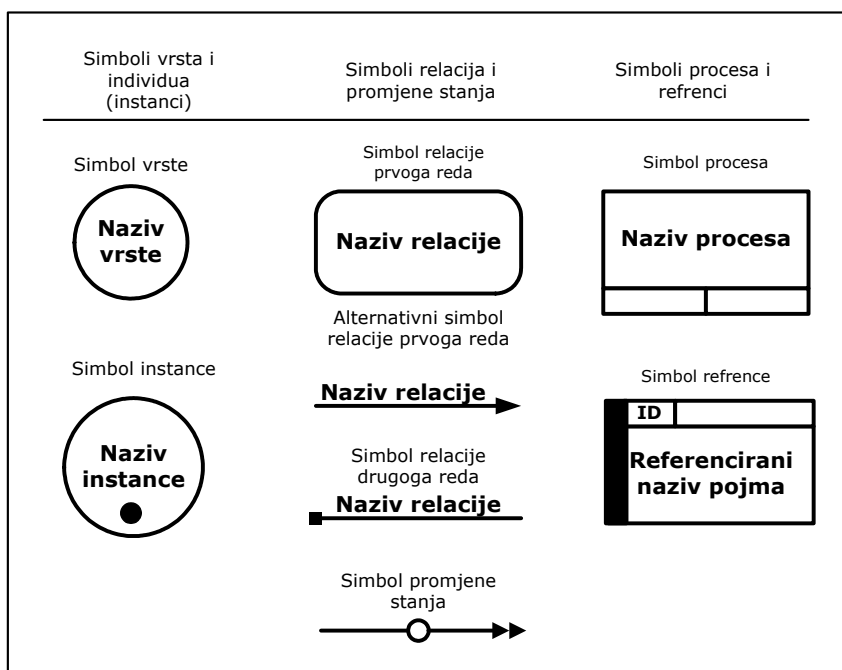 Simboli vrsta i
individua
(instanci)
Simboli relacija i
promjene stanja
Simboli procesa i
refrenci
Simbol vrste
Naziv
vrste
Simbol instance
Naziv
instance
Simbol relacije
prvoga reda
Naziv relacije
Alternativni simbol
relacije prvoga reda
Naziv relacije
Simbol relacije
drugoga reda
Naziv relacije
Simbol promjene
stanja
Simbol procesa
Naziv procesa
Simbol refrence
ID
Referencirani
naziv pojma